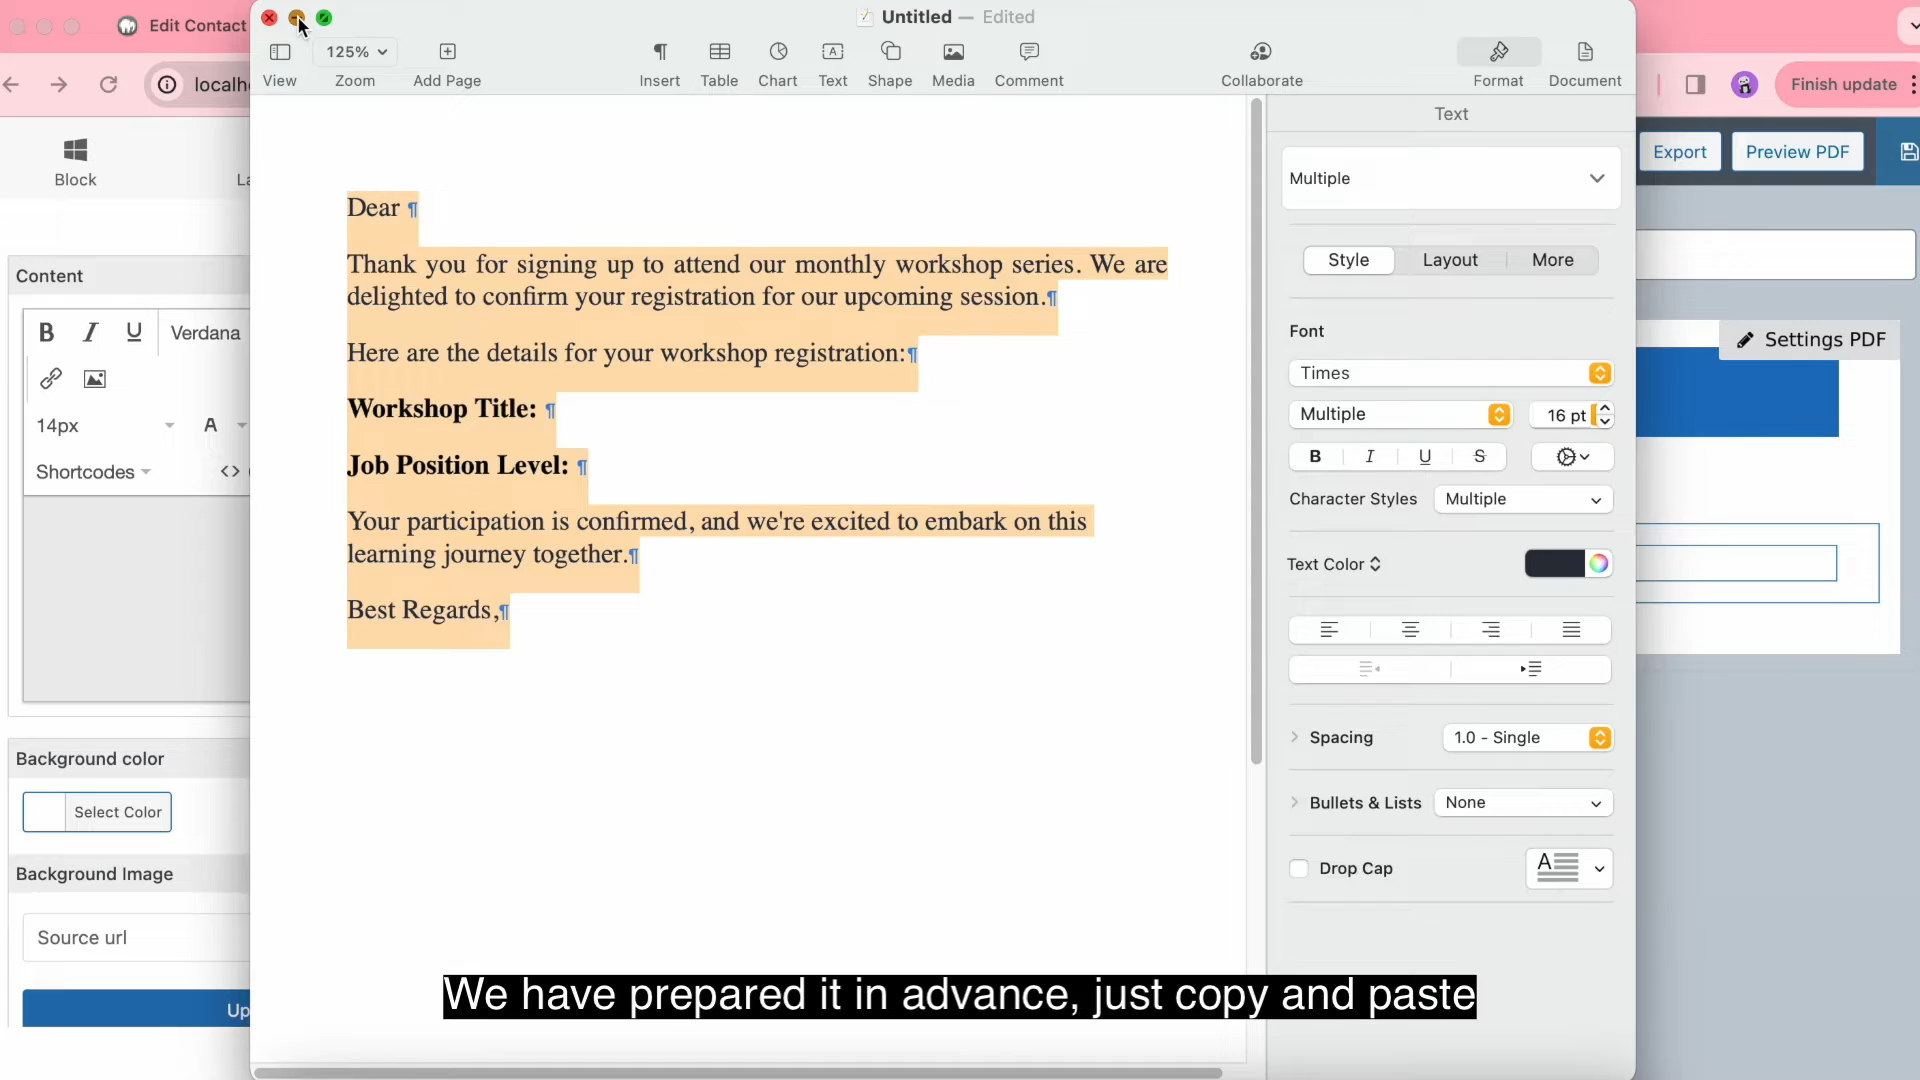 Edit Contact
Untitled — Edited
View
125%
Zoom
Add Page
Insert
Table
Chart
Text
Shape
Media
Comment
Collaborate
Format
Document
localh
Finish update
Block
Export
Preview PDF
Text
Multiple
Style
Layout
More
Content
B I U
Verdana
14px
A
Shortcodes
<>
Dear ¶
Thank you for signing up to attend our monthly workshop series. We are
delighted to confirm your registration for our upcoming session.¶
Here are the details for your workshop registration:¶
Workshop Title: ¶
Job Position Level: ¶
Your participation is confirmed, and we're excited to embark on this
learning journey together.¶
Best Regards,¶
Settings PDF
Font
Times
Multiple
16 pt
B I U S
Character Styles
Multiple
Text Color
Spacing
1.0 - Single
Bullets & Lists
None
Drop Cap
A
Background color
Select Color
Background Image
Source url
Up
We have prepared it in advance, just copy and paste